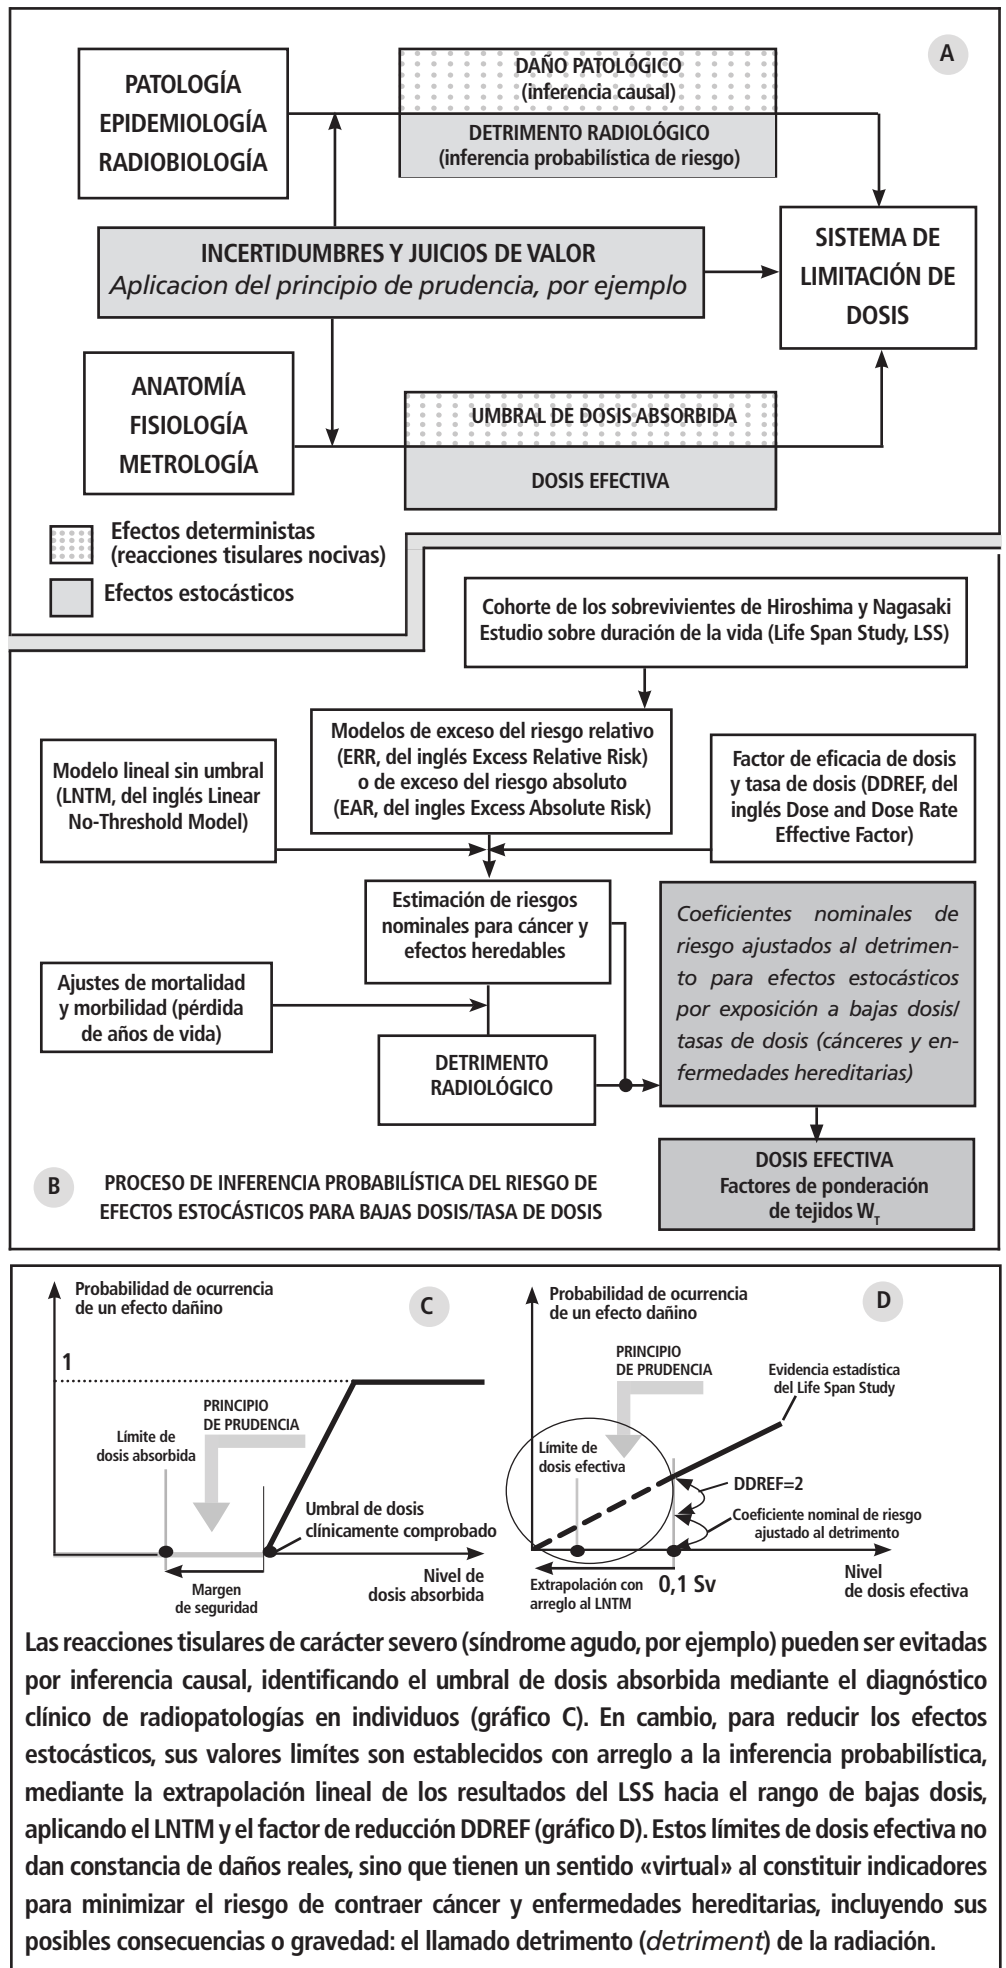 A
PATOLOGÍA
EPIDEMIOLOGÍA
RADIOBIOLOGÍA
DAÑO PATOLÓGICO
(inferencia causal)
DETRIMENTO RADIOLÓGICO
(inferencia probabilística de riesgo)
INCERTIDUMBRES Y JUICIOS DE VALOR
Aplicacion del principio de prudencia, por ejemplo
SISTEMA DE
LIMITACIÓN DE
DOSIS
ANATOMÍA
FISIOLOGÍA
METROLOGÍA
UMBRAL DE DOSIS ABSORBIDA
DOSIS EFECTIVA
Efectos deterministas
(reacciones tisulares nocivas)
Efectos estocásticos
Cohorte de los sobrevivientes de Hiroshima y Nagasaki
Estudio sobre duración de la vida (Life Span Study, LSS)
Modelo lineal sin umbral
(LNTM, del inglés Linear
No-Threshold Model)
Modelos de exceso del riesgo relativo
(ERR, del inglés Excess Relative Risk)
o de exceso del riesgo absoluto
(EAR, del ingles Excess Absolute Risk)
Factor de eficacia de dosis
y tasa de dosis (DDREF, del
inglés Dose and Dose Rate
Effective Factor)
Estimación de riesgos
nominales para cáncer y
efectos heredables
Ajustes de mortalidad
y morbilidad (pérdida
de años de vida)
DETRIMENTO
RADIOLÓGICO
Coeficientes nominales de
riesgo ajustados al detrimen-
to para efectos estocásticos
por exposición a bajas dosis/
tasas de dosis (cánceres y en-
fermedades hereditarias)
DOSIS EFECTIVA
Factores de ponderación
de tejidos W_T
B
PROCESO DE INFERENCIA PROBABILÍSTICA DEL RIESGO DE
EFECTOS ESTOCÁSTICOS PARA BAJAS DOSIS/TASA DE DOSIS
Probabilidad de ocurrencia
de un efecto dañino
C
1
PRINCIPIO
DE PRUDENCIA
Límite de
dosis absorbida
Umbral de dosis
clínicamente comprobado
Nivel de
dosis absorbida
Margen
de seguridad
Probabilidad de ocurrencia
de un efecto dañino
D
PRINCIPIO
DE PRUDENCIA
Evidencia estadística
del Life Span Study
Límite de
dosis efectiva
DDREF=2
Coeficiente nominal de riesgo
ajustado al detrimento
Extrapolación con
arreglo al LNTM
0,1 Sv
Nivel
de dosis efectiva
Las reacciones tisulares de carácter severo (síndrome agudo, por ejemplo) pueden ser evitadas
por inferencia causal, identificando el umbral de dosis absorbida mediante el diagnóstico
clínico de radiopatologías en individuos (gráfico C). En cambio, para reducir los efectos
estocásticos, sus valores limítes son establecidos con arreglo a la inferencia probabilística,
mediante la extrapolación lineal de los resultados del LSS hacia el rango de bajas dosis,
aplicando el LNTM y el factor de reducción DDREF (gráfico D). Estos límites de dosis efectiva no
dan constancia de daños reales, sino que tienen un sentido «virtual» al constituir indicadores
para minimizar el riesgo de contraer cáncer y enfermedades hereditarias, incluyendo sus
posibles consecuencias o gravedad: el llamado detrimento (detriment) de la radiación.